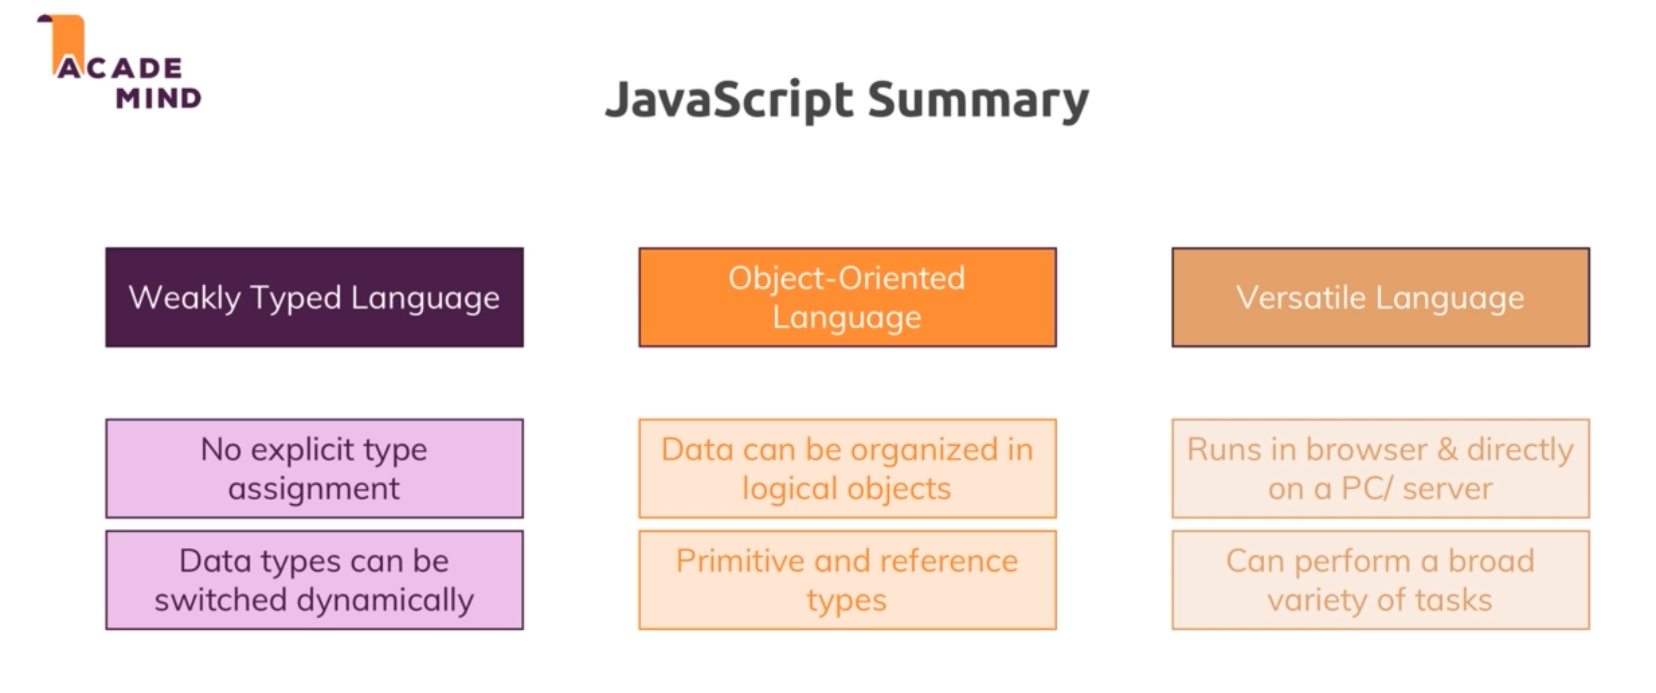 ACADE
MIND
JavaScript Summary
Weakly Typed Language
Object-Oriented
Language
Versatile Language
No explicit type
assignment
Data can be organized in
logical objects
Runs in browser & directly
on a PC/ server
Data types can be
switched dynamically
Primitive and reference
types
Can perform a broad
variety of tasks